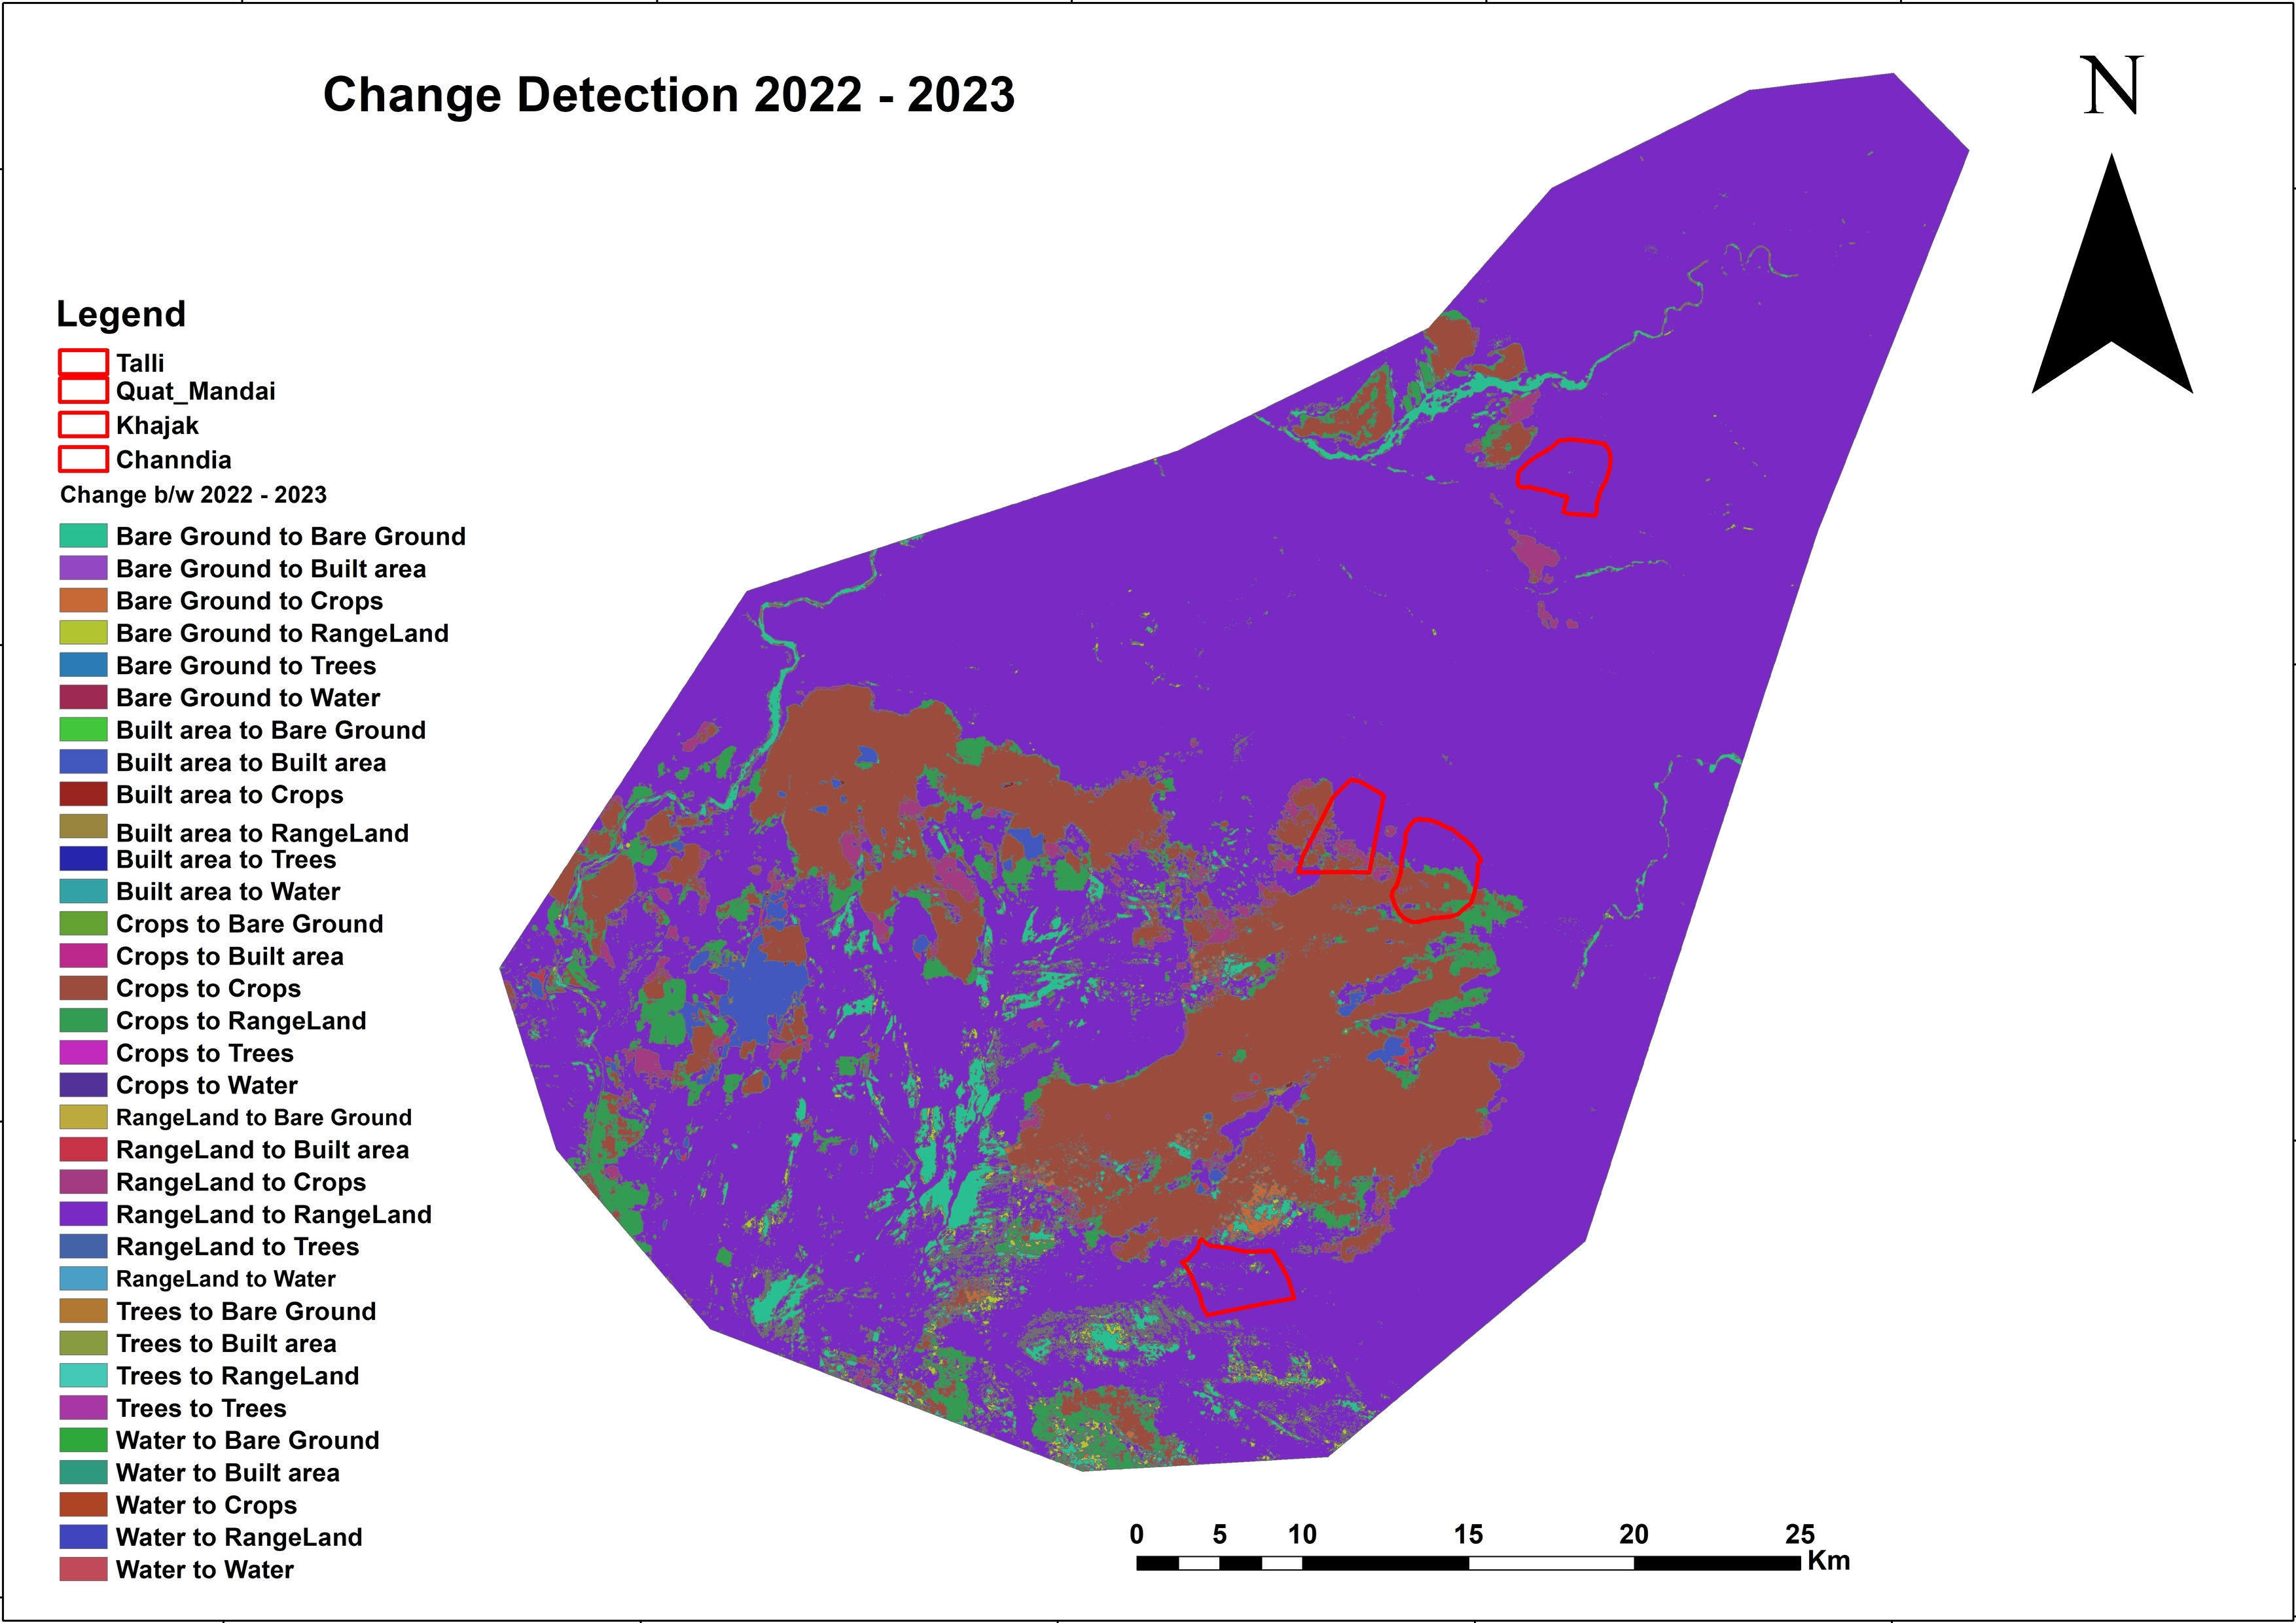 Change Detection 2022 - 2023
N
Legend
Talli
Quat_Mandai
Khajak
Channdia
Change b/w 2022 - 2023
Bare Ground to Bare Ground
Bare Ground to Built area
Bare Ground to Crops
Bare Ground to RangeLand
Bare Ground to Trees
Bare Ground to Water
Built area to Bare Ground
Built area to Built area
Built area to Crops
Built area to RangeLand
Built area to Trees
Built area to Water
Crops to Bare Ground
Crops to Built area
Crops to Crops
Crops to RangeLand
Crops to Trees
Crops to Water
RangeLand to Bare Ground
RangeLand to Built area
RangeLand to Crops
RangeLand to RangeLand
RangeLand to Trees
RangeLand to Water
Trees to Bare Ground
Trees to Built area
Trees to RangeLand
Trees to Trees
Water to Bare Ground
Water to Built area
Water to Crops
Water to RangeLand
Water to Water
0 5 10 15 20 25
Km